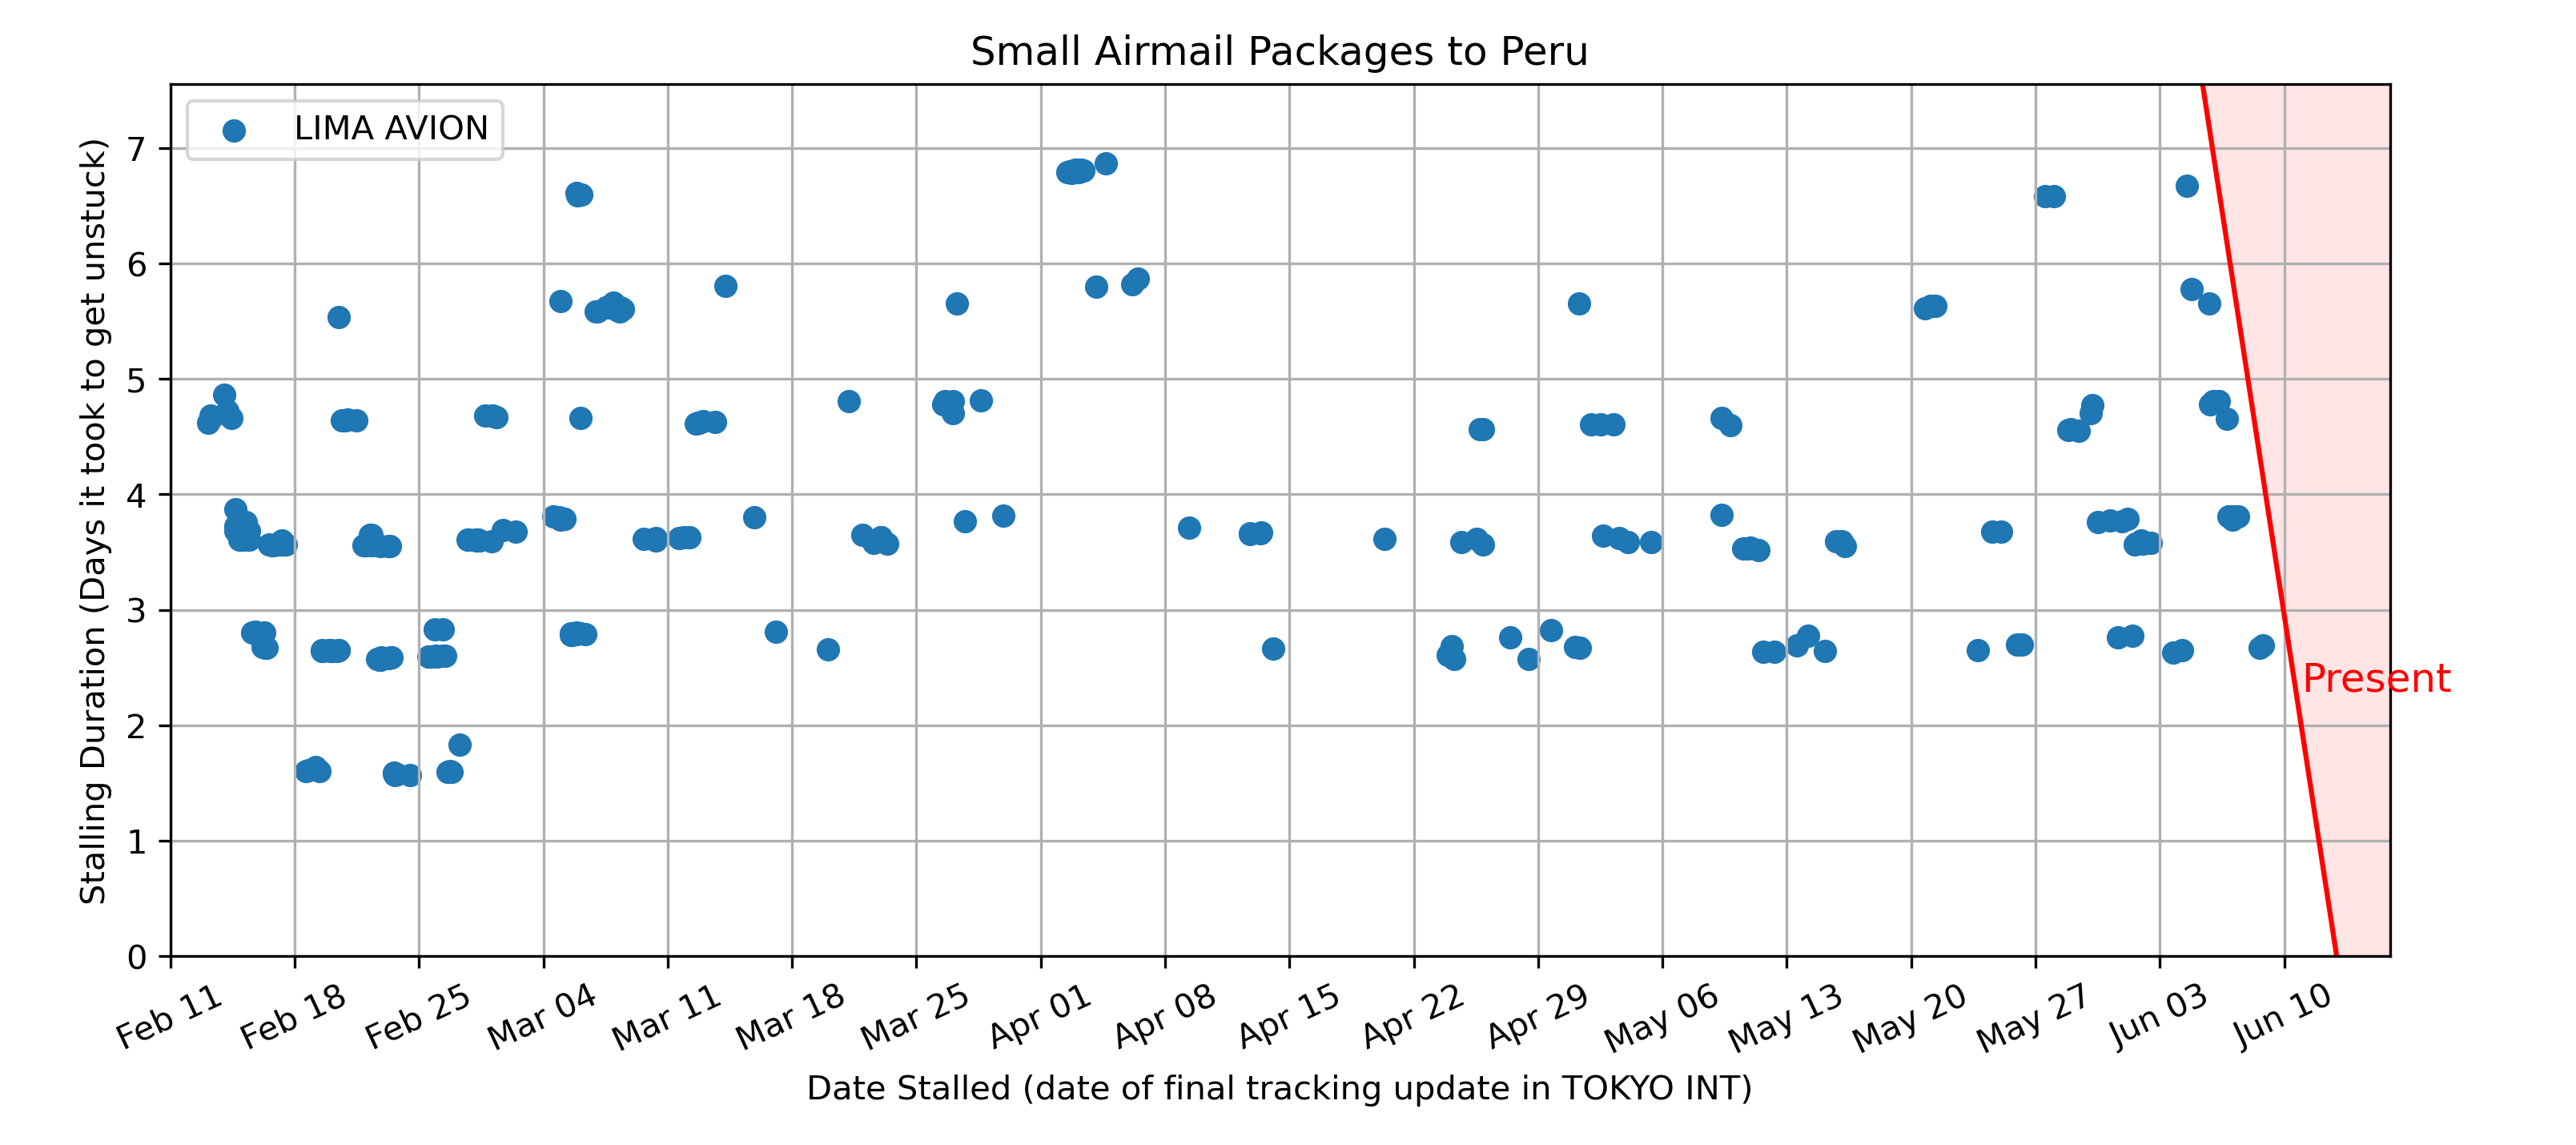 Small Airmail Packages to Peru
LIMA AVION
Stalling Duration (Days it took to get unstuck)
7
6
5
4
3
2
1
0
Present
Feb 11
Feb 18
Feb 25
Mar 04
Mar 11
Mar 18
Mar 25
Apr 01
Apr 08
Apr 15
Apr 22
Apr 29
May 06
May 13
May 20
May 27
Jun 03
Jun 10
Date Stalled (date of final tracking update in TOKYO INT)